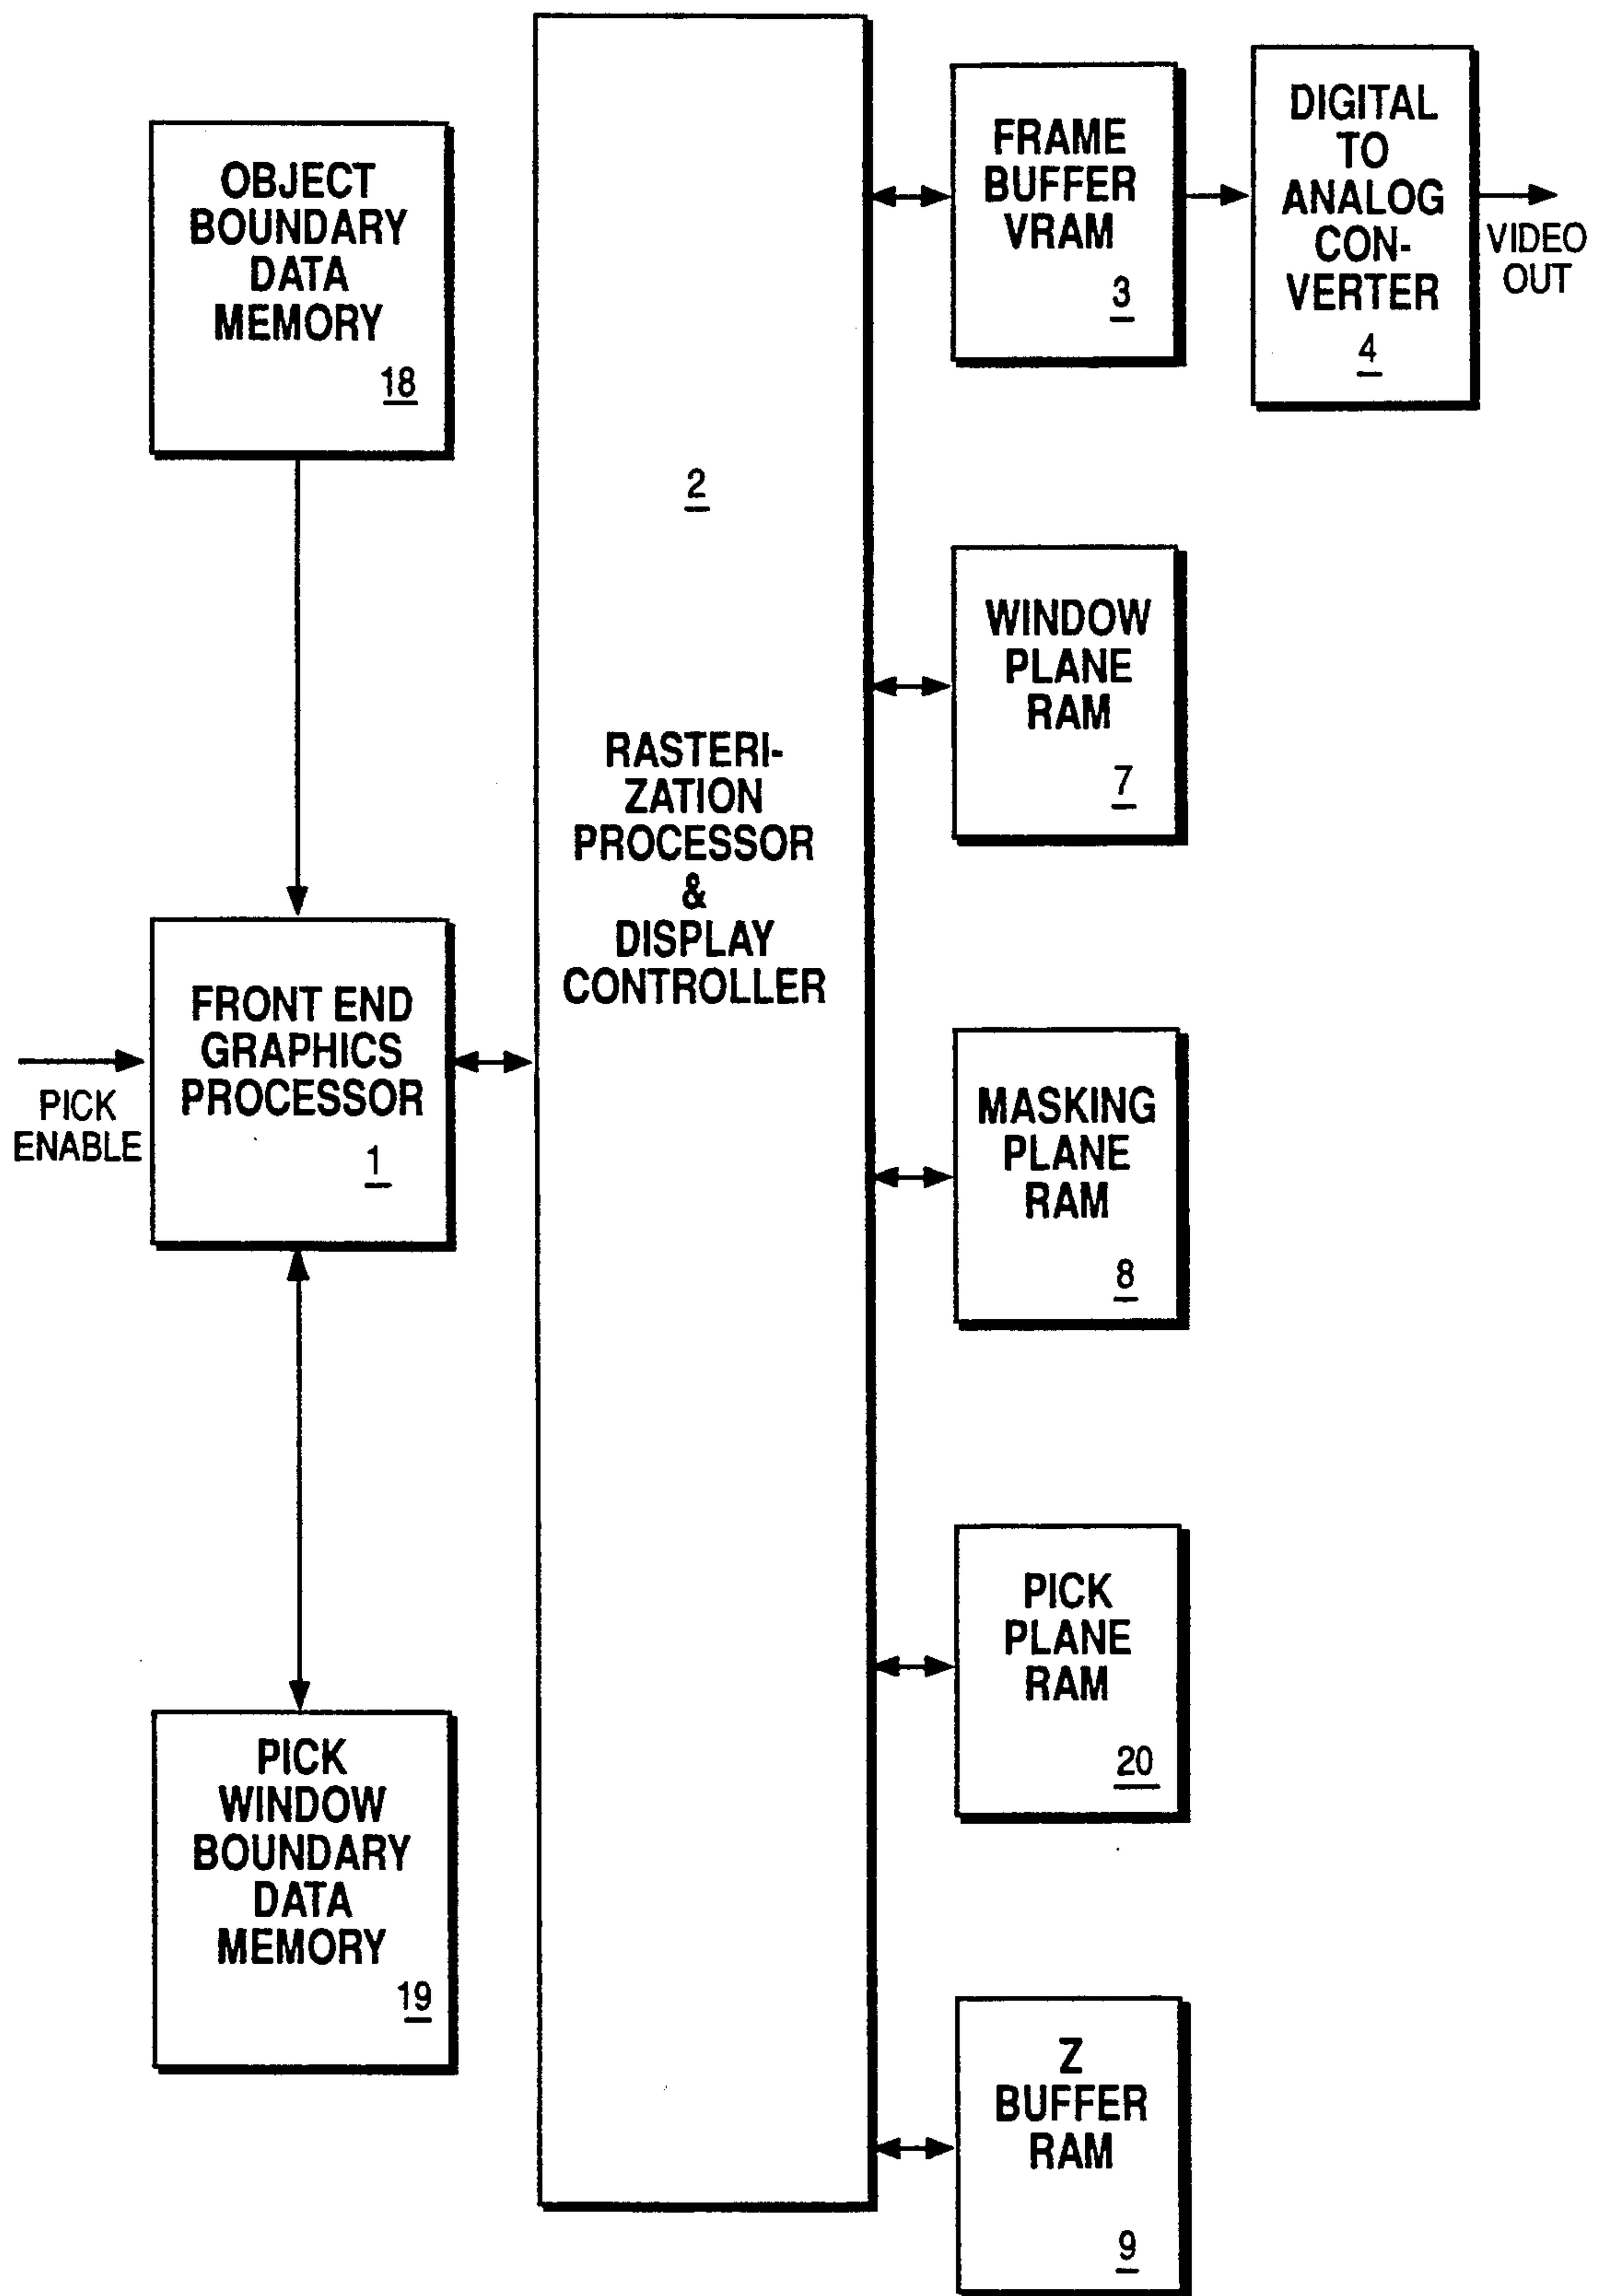 OBJECT
BOUNDARY
DATA
MEMORY
18
FRONT END
GRAPHICS
PROCESSOR
1
PICK
ENABLE
PICK
WINDOW
BOUNDARY
DATA
MEMORY
19
2
RASTERI-
ZATION
PROCESSOR
&
DISPLAY
CONTROLLER
FRAME
BUFFER
VRAM
3
DIGITAL
TO
ANALOG
CON-
VERTER
4
VIDEO
OUT
WINDOW
PLANE
RAM
7
MASKING
PLANE
RAM
8
PICK
PLANE
RAM
20
Z
BUFFER
RAM
9